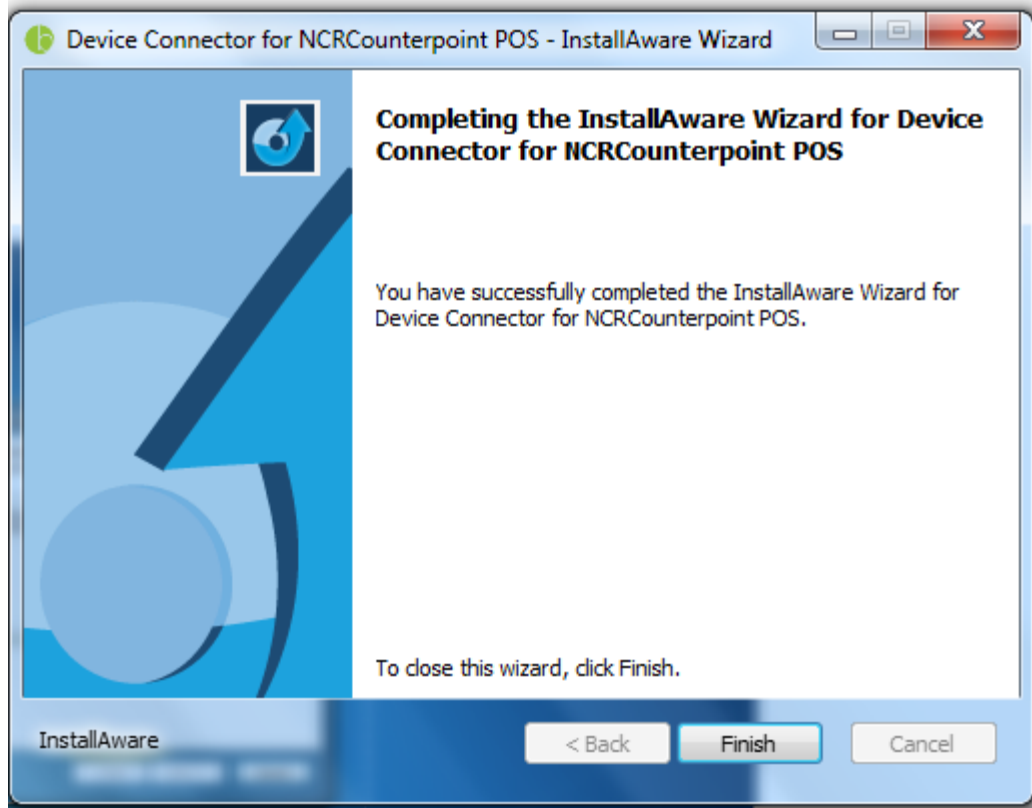 Device Connector for NCRCounterpoint POS - InstallAware Wizard
Completing the InstallAware Wizard for Device
Connector for NCRCounterpoint POS
You have successfully completed the InstallAware Wizard for
Device Connector for NCRCounterpoint POS.
To close this wizard, click Finish.
InstallAware
< Back
Finish
Cancel